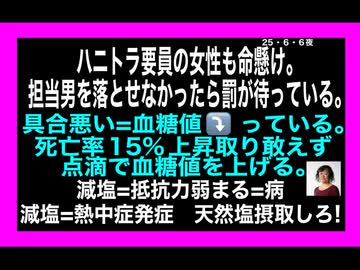 25・6・6夜
ハニトラ要員の女性も命懸け。
担当男を落とせなかったら罰が待っている。
具合悪い=血糖値⤵️っている。
死亡率15%上昇取り敢えず
点滴で血糖値を上げる。
減塩=抵抗力弱まる=病
減塩=熱中症発症　天然塩摂取しろ!